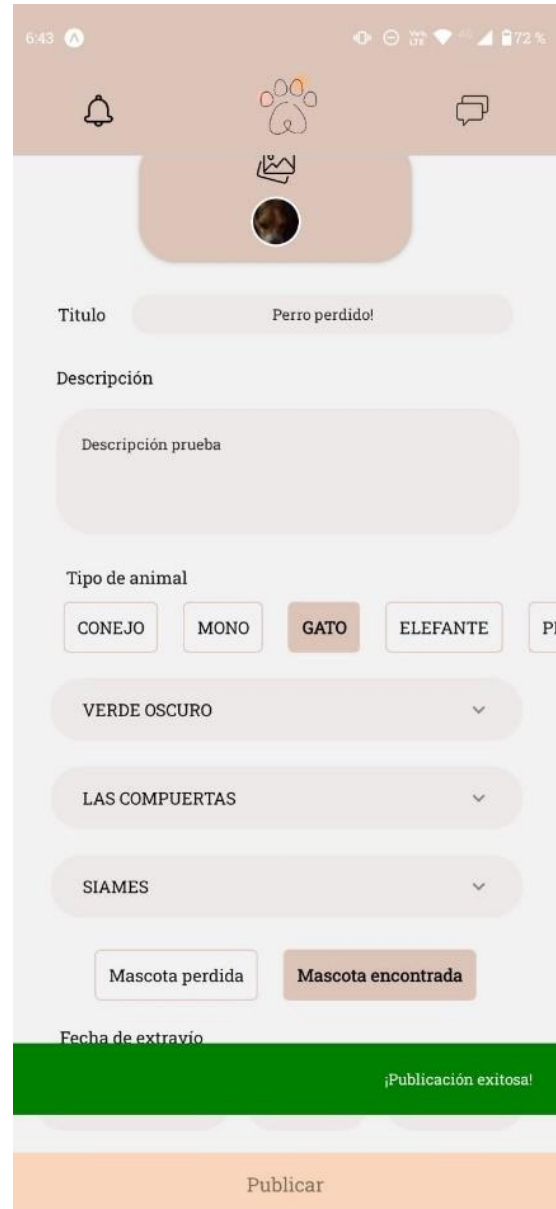 6:43 72 %
Titulo Perro perdido!
Descripción
Descripción prueba
Tipo de animal
CONEJO MONO GATO ELEFANTE
VERDE OSCURO
LAS COMPUERTAS
SIAMES
Mascota perdida Mascota encontrada
Fecha de extravío
¡Publicación exitosa!
Publicar